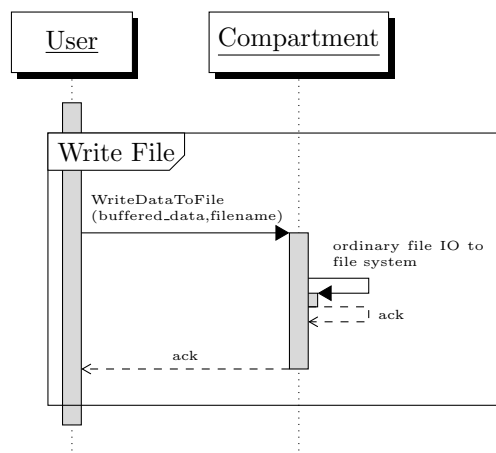 User
Compartment
Write File
WriteDataToFile
(buffered_data,filename)
ordinary file IO to
file system
ack
ack